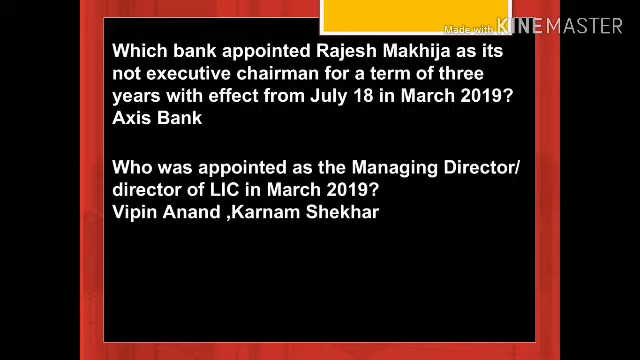 Made with KINEMASTER
Which bank appointed Rajesh Makhija as its
not executive chairman for a term of three
years with effect from July 18 in March 2019?
Axis Bank
Who was appointed as the Managing Director/
director of LIC in March 2019?
Vipin Anand ,Karnam Shekhar